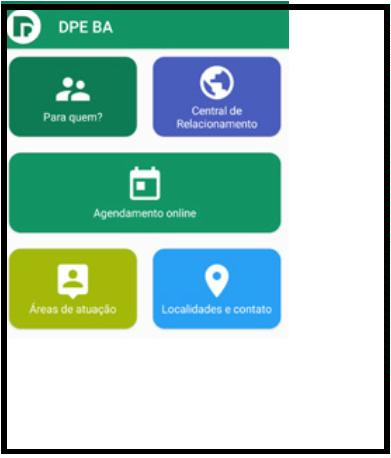 DPE BA
Para quem?
Central de
Relacionamento
Agendamento online
Áreas de atuação
Localidades e contato